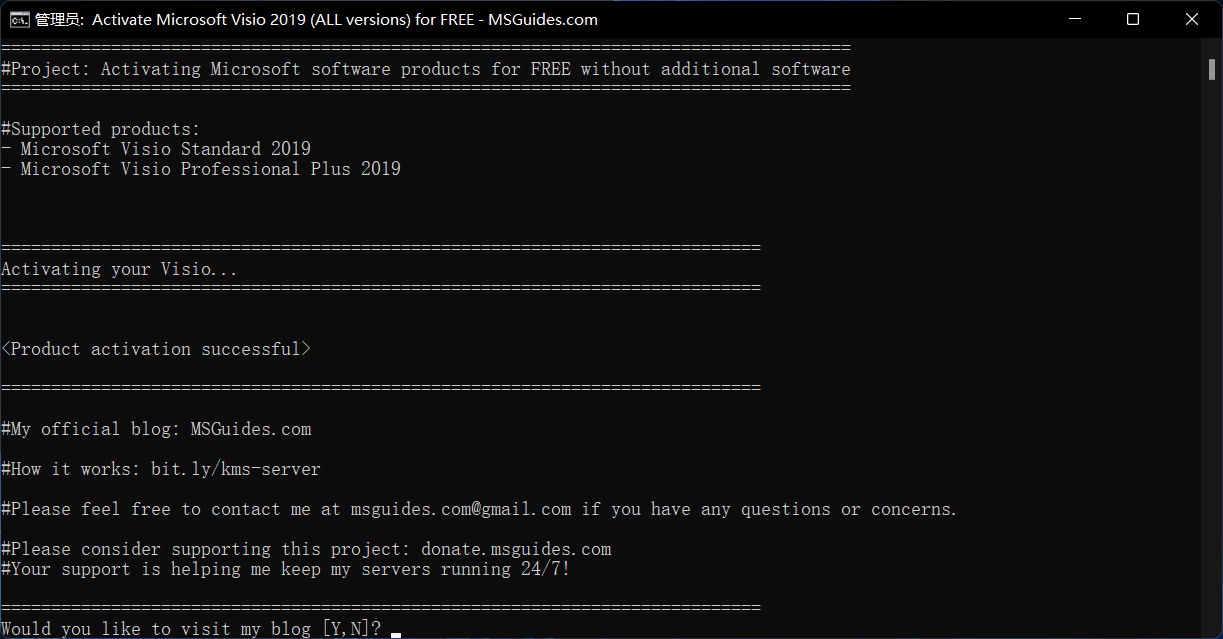 管理员: Activate Microsoft Visio 2019 (ALL versions) for FREE - MSGuides.com
=====================================================================================
#Project: Activating Microsoft software products for FREE without additional software
=====================================================================================
#Supported products:
- Microsoft Visio Standard 2019
- Microsoft Visio Professional Plus 2019
============================================================================
Activating your Visio...
============================================================================
<Product activation successful>
============================================================================
#My official blog: MSGuides.com
#How it works: bit.ly/kms-server
#Please feel free to contact me at msguides.com@gmail.com if you have any questions or concerns.
#Please consider supporting this project: donate.msguides.com
#Your support is helping me keep my servers running 24/7!
============================================================================
Would you like to visit my blog [Y,N]?